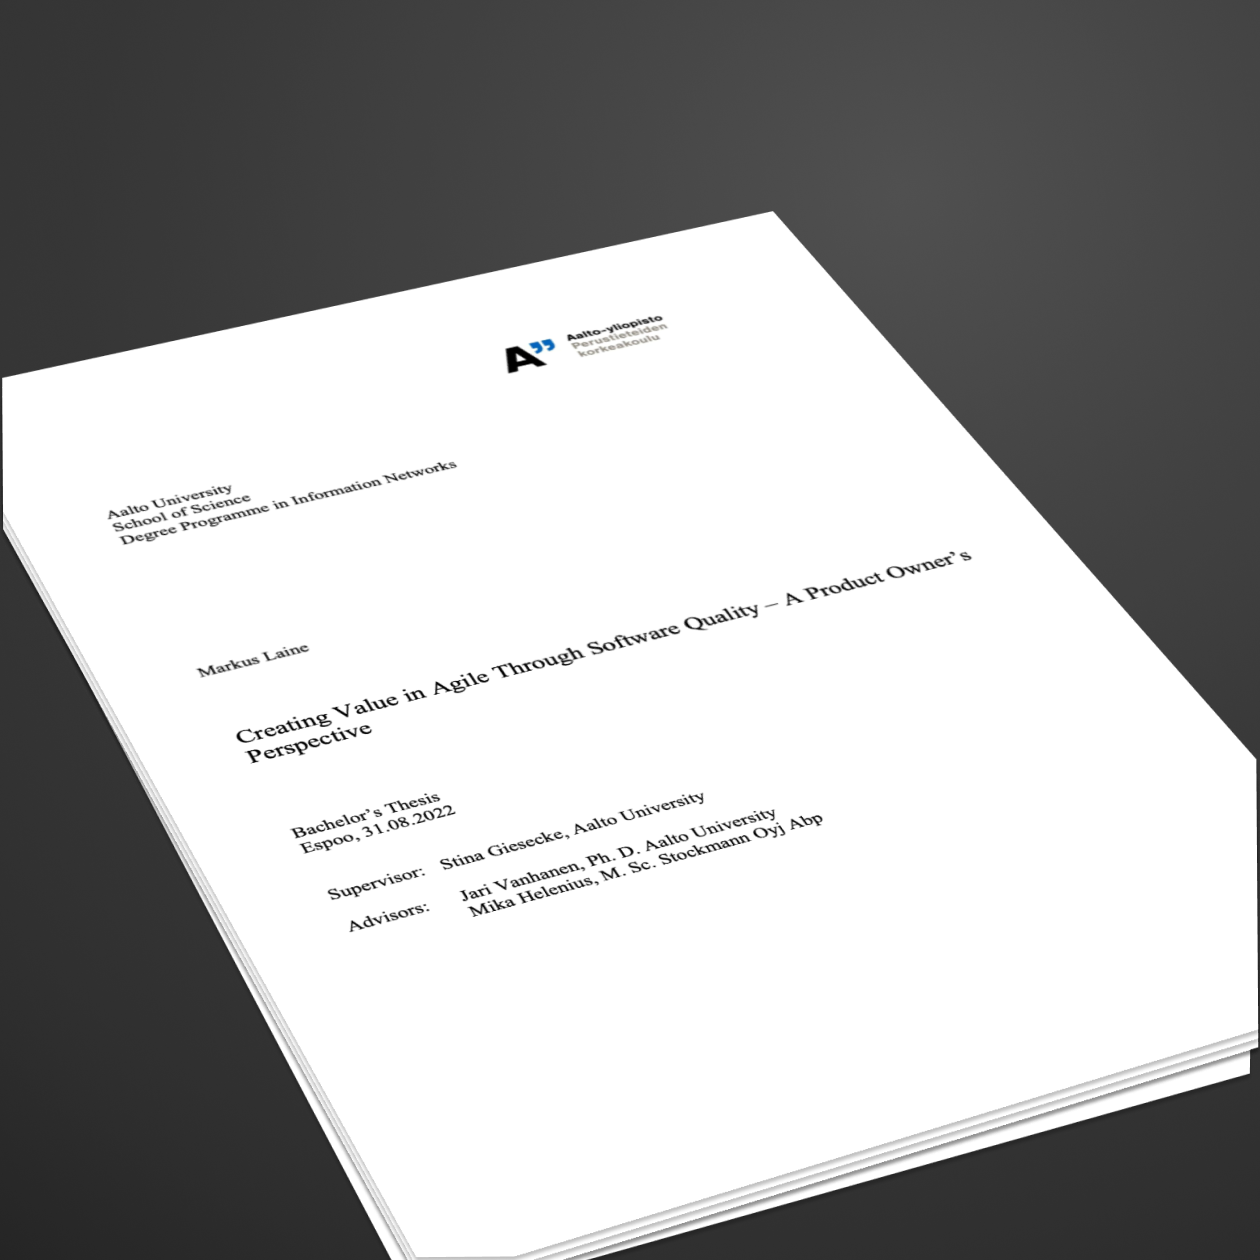 Aalto-yliopisto
Perustieteiden
korkeakoulu
Aalto University
School of Science
Degree Programme in Information Networks
Markus Laine
Creating Value in Agile Through Software Quality – A Product Owner’s
Perspective
Bachelor’s Thesis
Espoo, 31.08.2022
Supervisor: Stina Giesecke, Aalto University
Advisors: Jari Vanhanen, Ph. D. Aalto University
Mika Helenius, M. Sc. Stockmann Oyj Abp